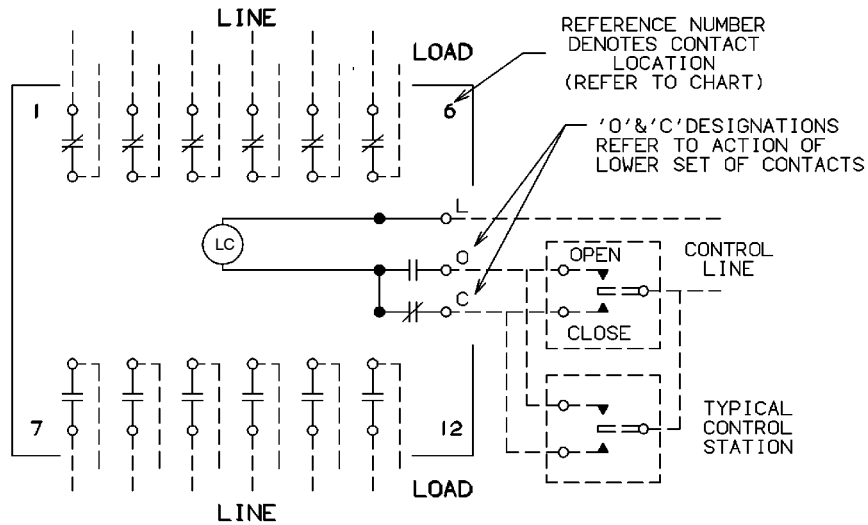 LINE
LOAD
REFERENCE NUMBER
DENOTES CONTACT
LOCATION
(REFER TO CHART)
1
6
'O'&'C'DESIGNATIONS
REFER TO ACTION OF
LOWER SET OF CONTACTS
L
LC
O
OPEN
CONTROL
LINE
C
CLOSE
7
12
TYPICAL
CONTROL
STATION
LOAD
LINE